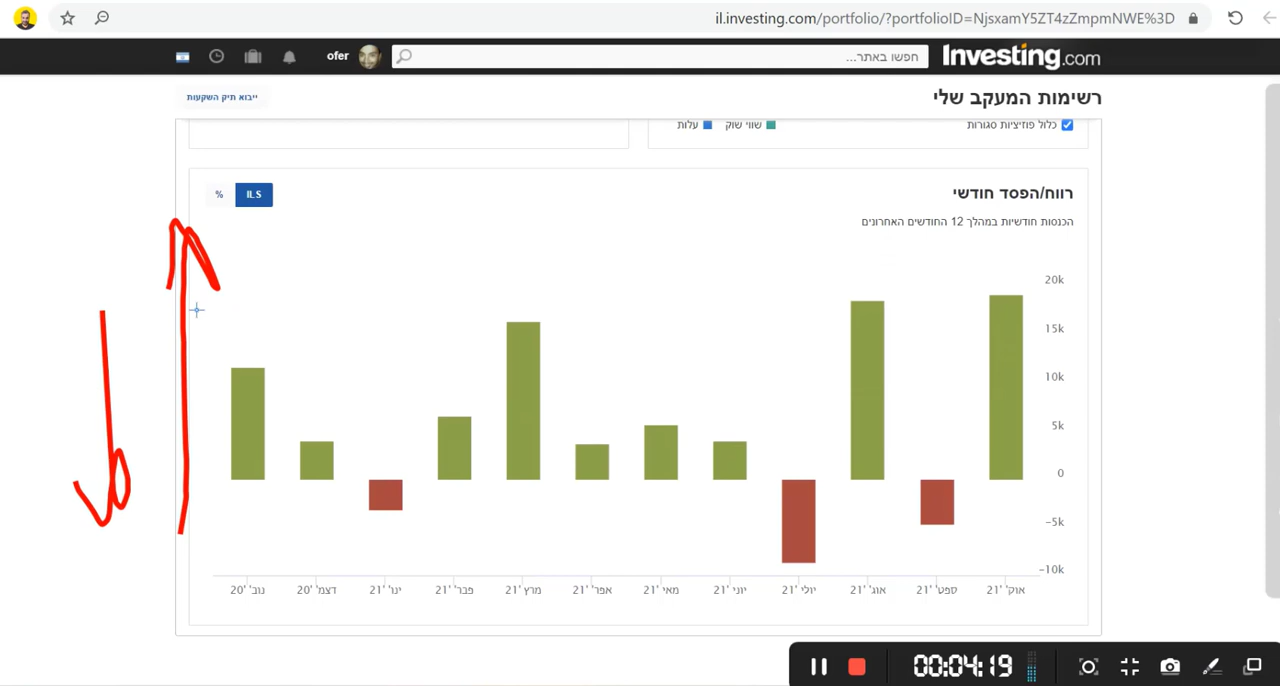 il.investing.com/portfolio/?portfolioID=NjsxamY5ZT4zZmpmNWE%3D
Investing.com
חפשו באתר...
ofer
רשימות המעקב שלי
ייבוא תיק השקעות
כלול פוזיציות סגורות
שווי שוק
עלות
רווח/הפסד חודשי
ILS
%
הכנסות חודשיות במהלך 12 החודשים האחרונים
20k
15k
10k
5k
0
-5k
-10k
נוב' '20 דצמ' '20 ינו' '21 פבר' '21 מרץ '21 אפר' '21 מאי '21 יוני '21 יולי '21 אוג' '21 ספט' '21 אוק' '21
00:04:19